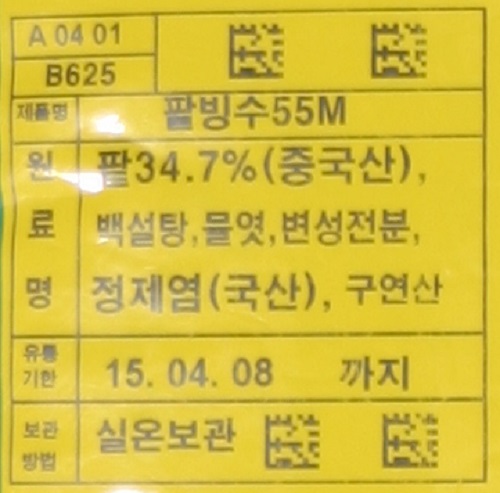 A 04 01
B625
제품명 팥빙수55M
원 팥34.7%(중국산),
료 백설탕,물엿,변성전분,
명 정제염(국산), 구연산
유통
기한 15. 04. 08 까지
보관
방법 실온보관